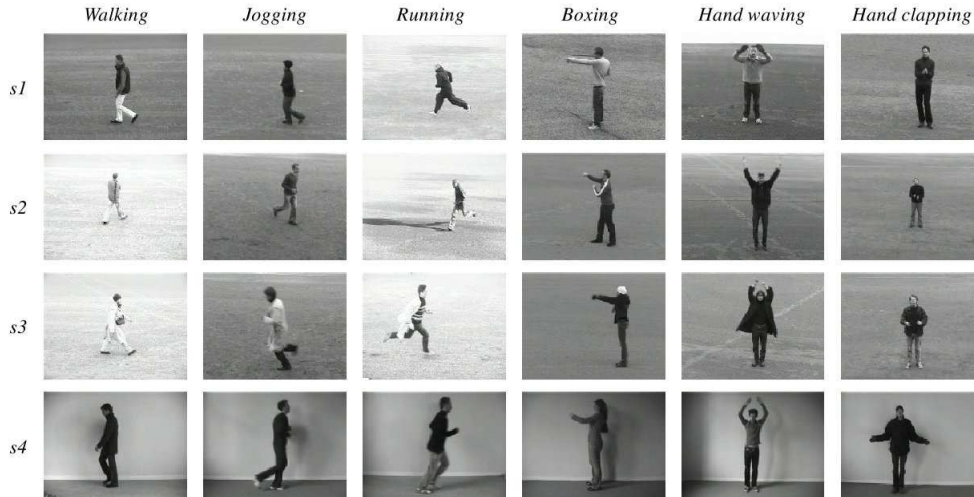 Walking Jogging Running Boxing Hand waving Hand clapping
s1
s2
s3
s4